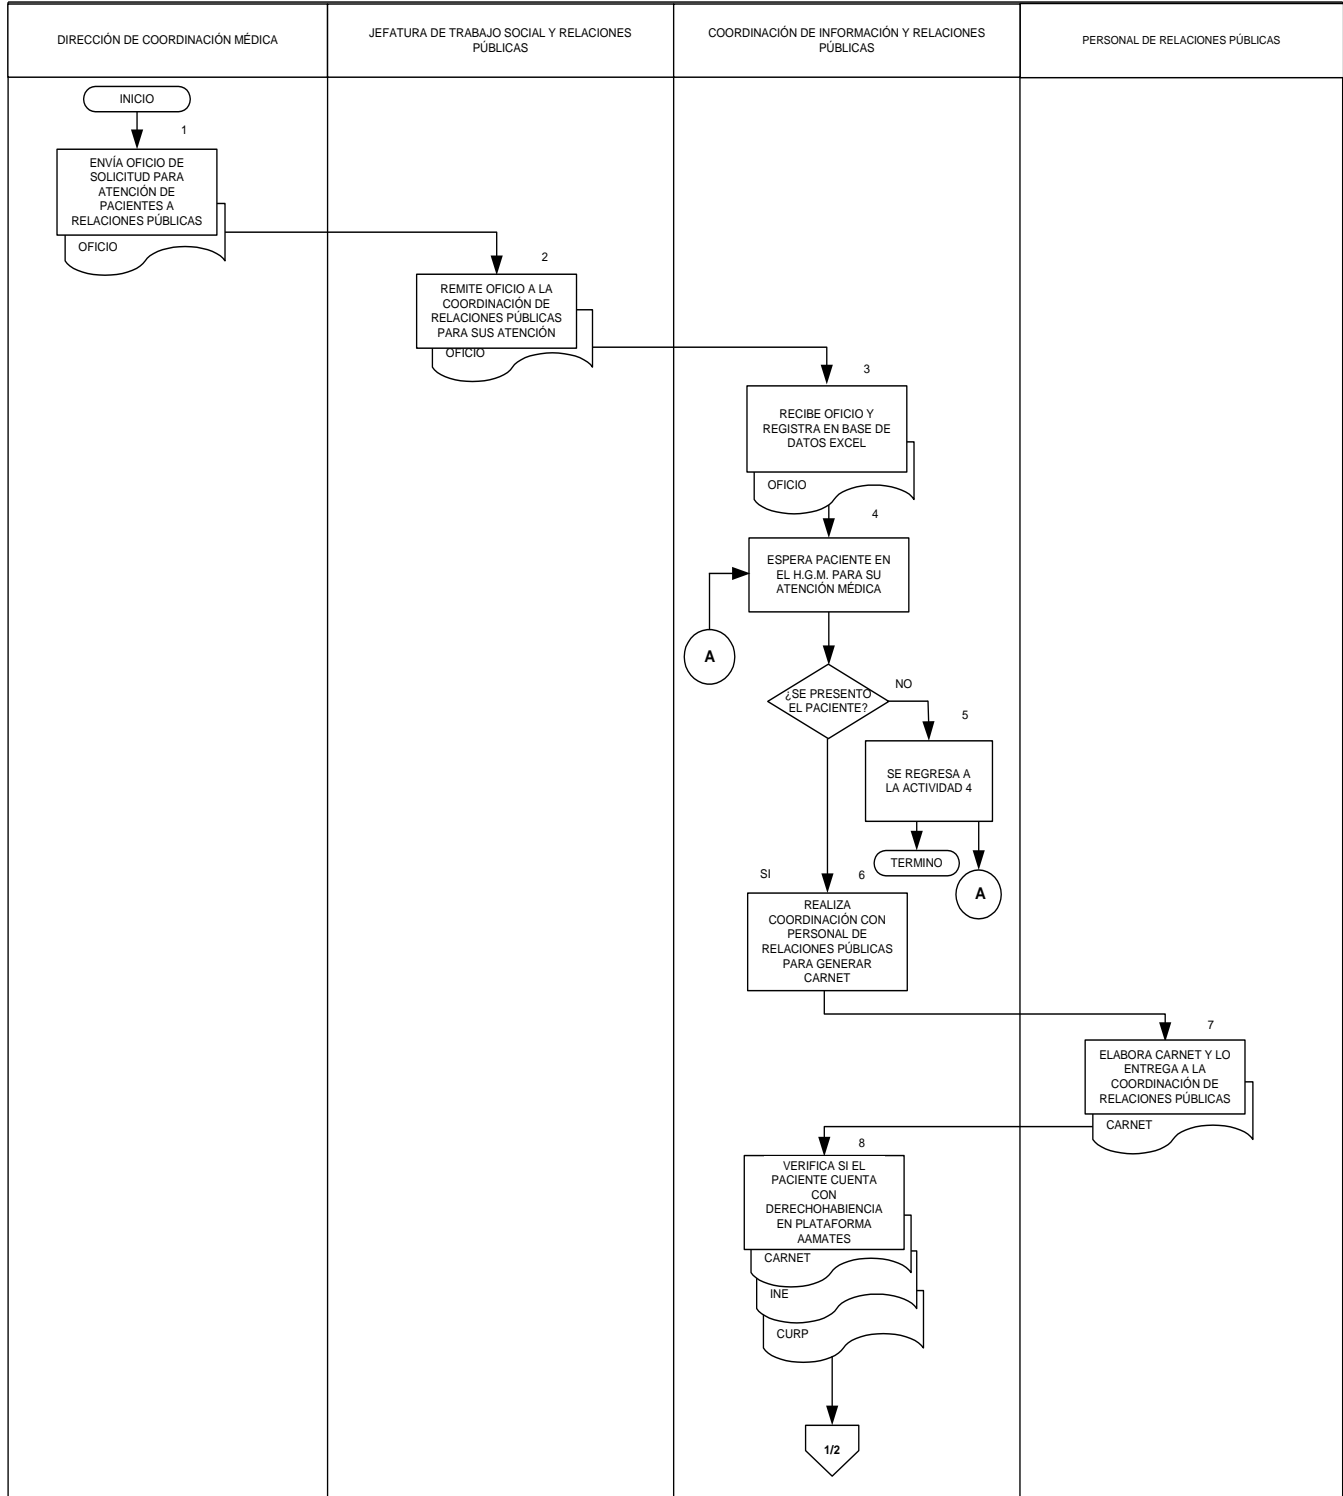 DIRECCIÓN DE COORDINACIÓN MÉDICA
JEFATURA DE TRABAJO SOCIAL Y RELACIONES
PÚBLICAS
COORDINACIÓN DE INFORMACIÓN Y RELACIONES
PÚBLICAS
PERSONAL DE RELACIONES PÚBLICAS
INICIO
1
ENVÍA OFICIO DE
SOLICITUD PARA
ATENCIÓN DE
PACIENTES A
RELACIONES PÚBLICAS
OFICIO
2
REMITE OFICIO A LA
COORDINACIÓN DE
RELACIONES PÚBLICAS
PARA SUS ATENCIÓN
OFICIO
3
RECIBE OFICIO Y
REGISTRA EN BASE DE
DATOS EXCEL
OFICIO
4
ESPERA PACIENTE EN
EL H.G.M. PARA SU
ATENCIÓN MÉDICA
A
¿SE PRESENTO
EL PACIENTE?
NO
5
SE REGRESA A
LA ACTIVIDAD 4
TERMINO
A
SI
6
REALIZA
COORDINACIÓN CON
PERSONAL DE
RELACIONES PÚBLICAS
PARA GENERAR
CARNET
7
ELABORA CARNET Y LO
ENTREGA A LA
COORDINACIÓN DE
RELACIONES PÚBLICAS
CARNET
8
VERIFICA SI EL
PACIENTE CUENTA
CON
DERECHOHABIENCIA
EN PLATAFORMA
AAMATES
CARNET
INE
CURP
1/2